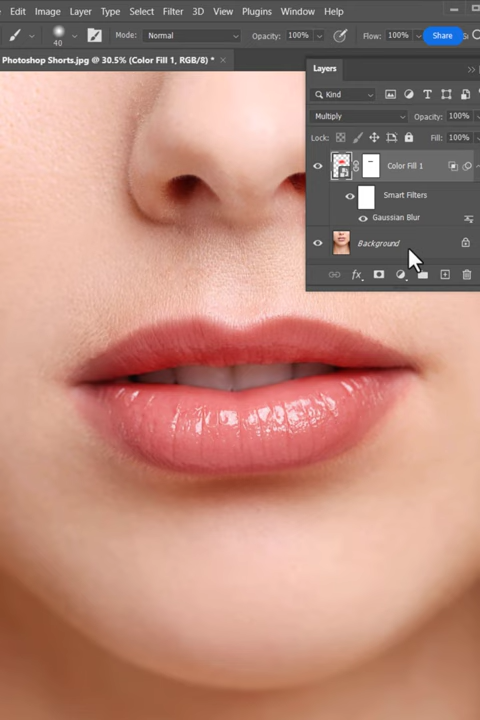 Edit Image Layer Type Select Filter 3D View Plugins Window Help
40 Mode: Normal Opacity: 100% Flow: 100% Share
Photoshop Shorts.jpg @ 30.5% (Color Fill 1, RGB/8) * ×
Layers
Kind
Multiply Opacity: 100%
Lock: Fill: 100%
Color Fill 1
Smart Filters
Gaussian Blur
Background
fx